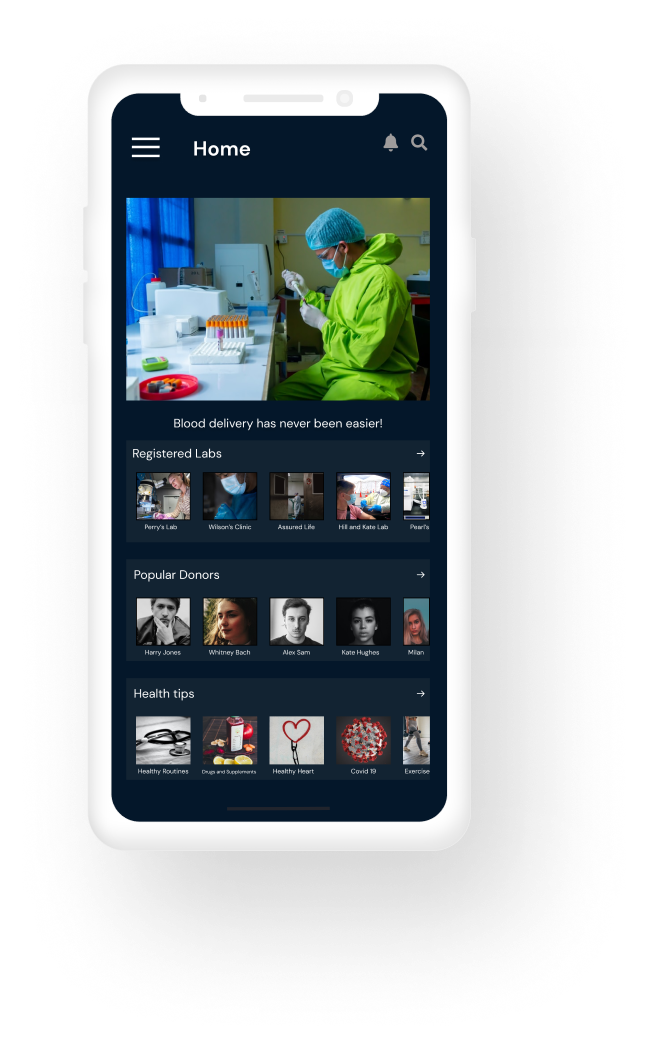 Home
Blood delivery has never been easier!
Registered Labs
Perry's Lab
Wilson's Clinic
Assured Life
Hill and Kate Lab
Pearl's
Popular Donors
Harry Jones
Whitney Bach
Alex Sam
Kate Hughes
Milan
Health tips
Healthy Routines
Drugs and Supplements
Healthy Heart
Covid 19
Exercise